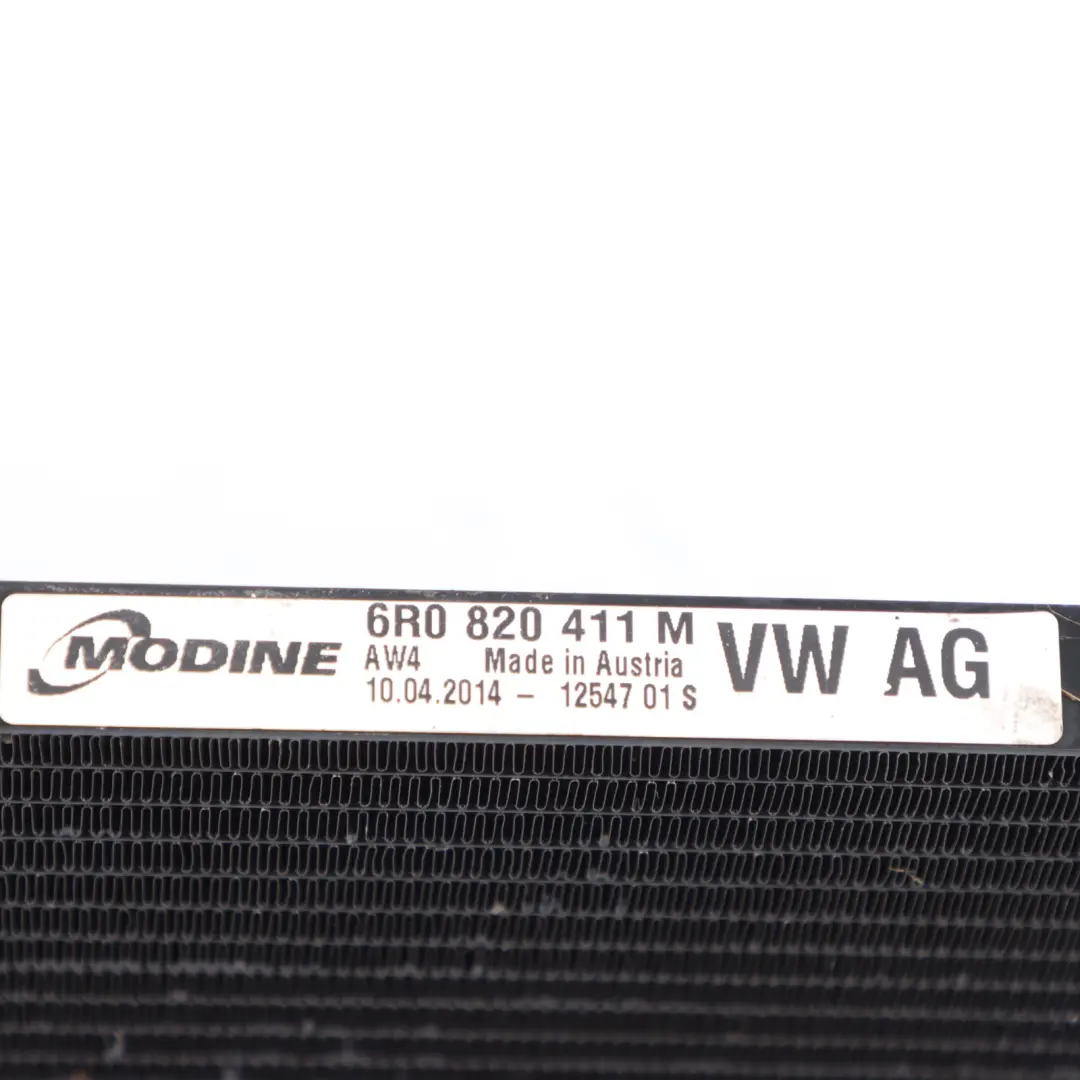 MODINE
6R0 820 411 M
AW4 Made in Austria
10.04.2014 - 12547 01 S
VW AG